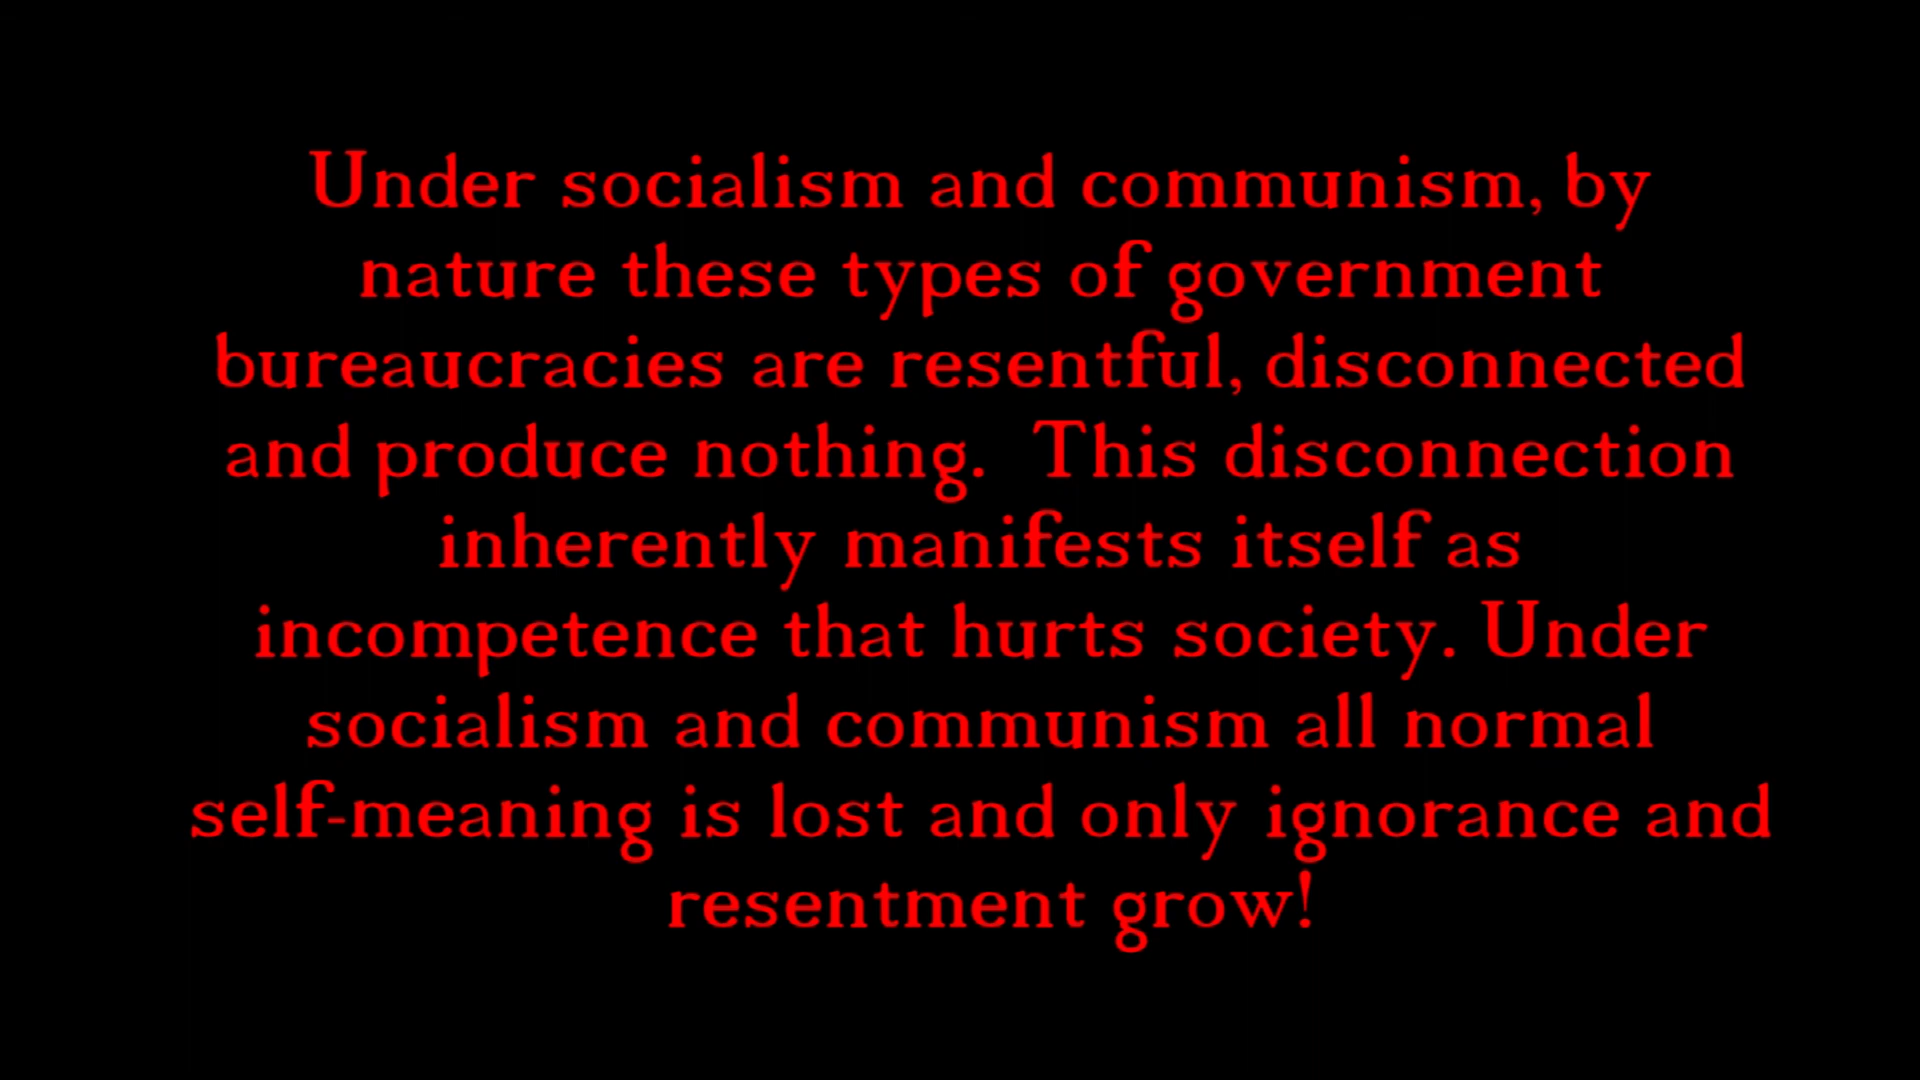 Under socialism and communism, by
nature these types of government
bureaucracies are resentful, disconnected
and produce nothing.  This disconnection
inherently manifests itself as
incompetence that hurts society. Under
socialism and communism all normal
self-meaning is lost and only ignorance and
resentment grow!